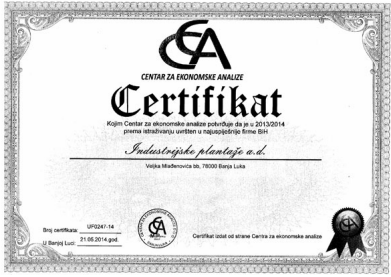 CEA
CENTAR ZA EKONOMSKE ANALIZE
Certifikat
Kojim Centar za ekonomske analize potvrđuje da je u 2013/2014
prema istraživanju uvršten u najuspješnije firme BIH
Industrijske plantaže a.d.
Veljka Mlađenovića bb, 78000 Banja Luka
Broj certifikata: UF0247-14
U Banjoj Luci: 21.05.2014.god.
Certifikat izdat od strane Centra za ekonomske analize